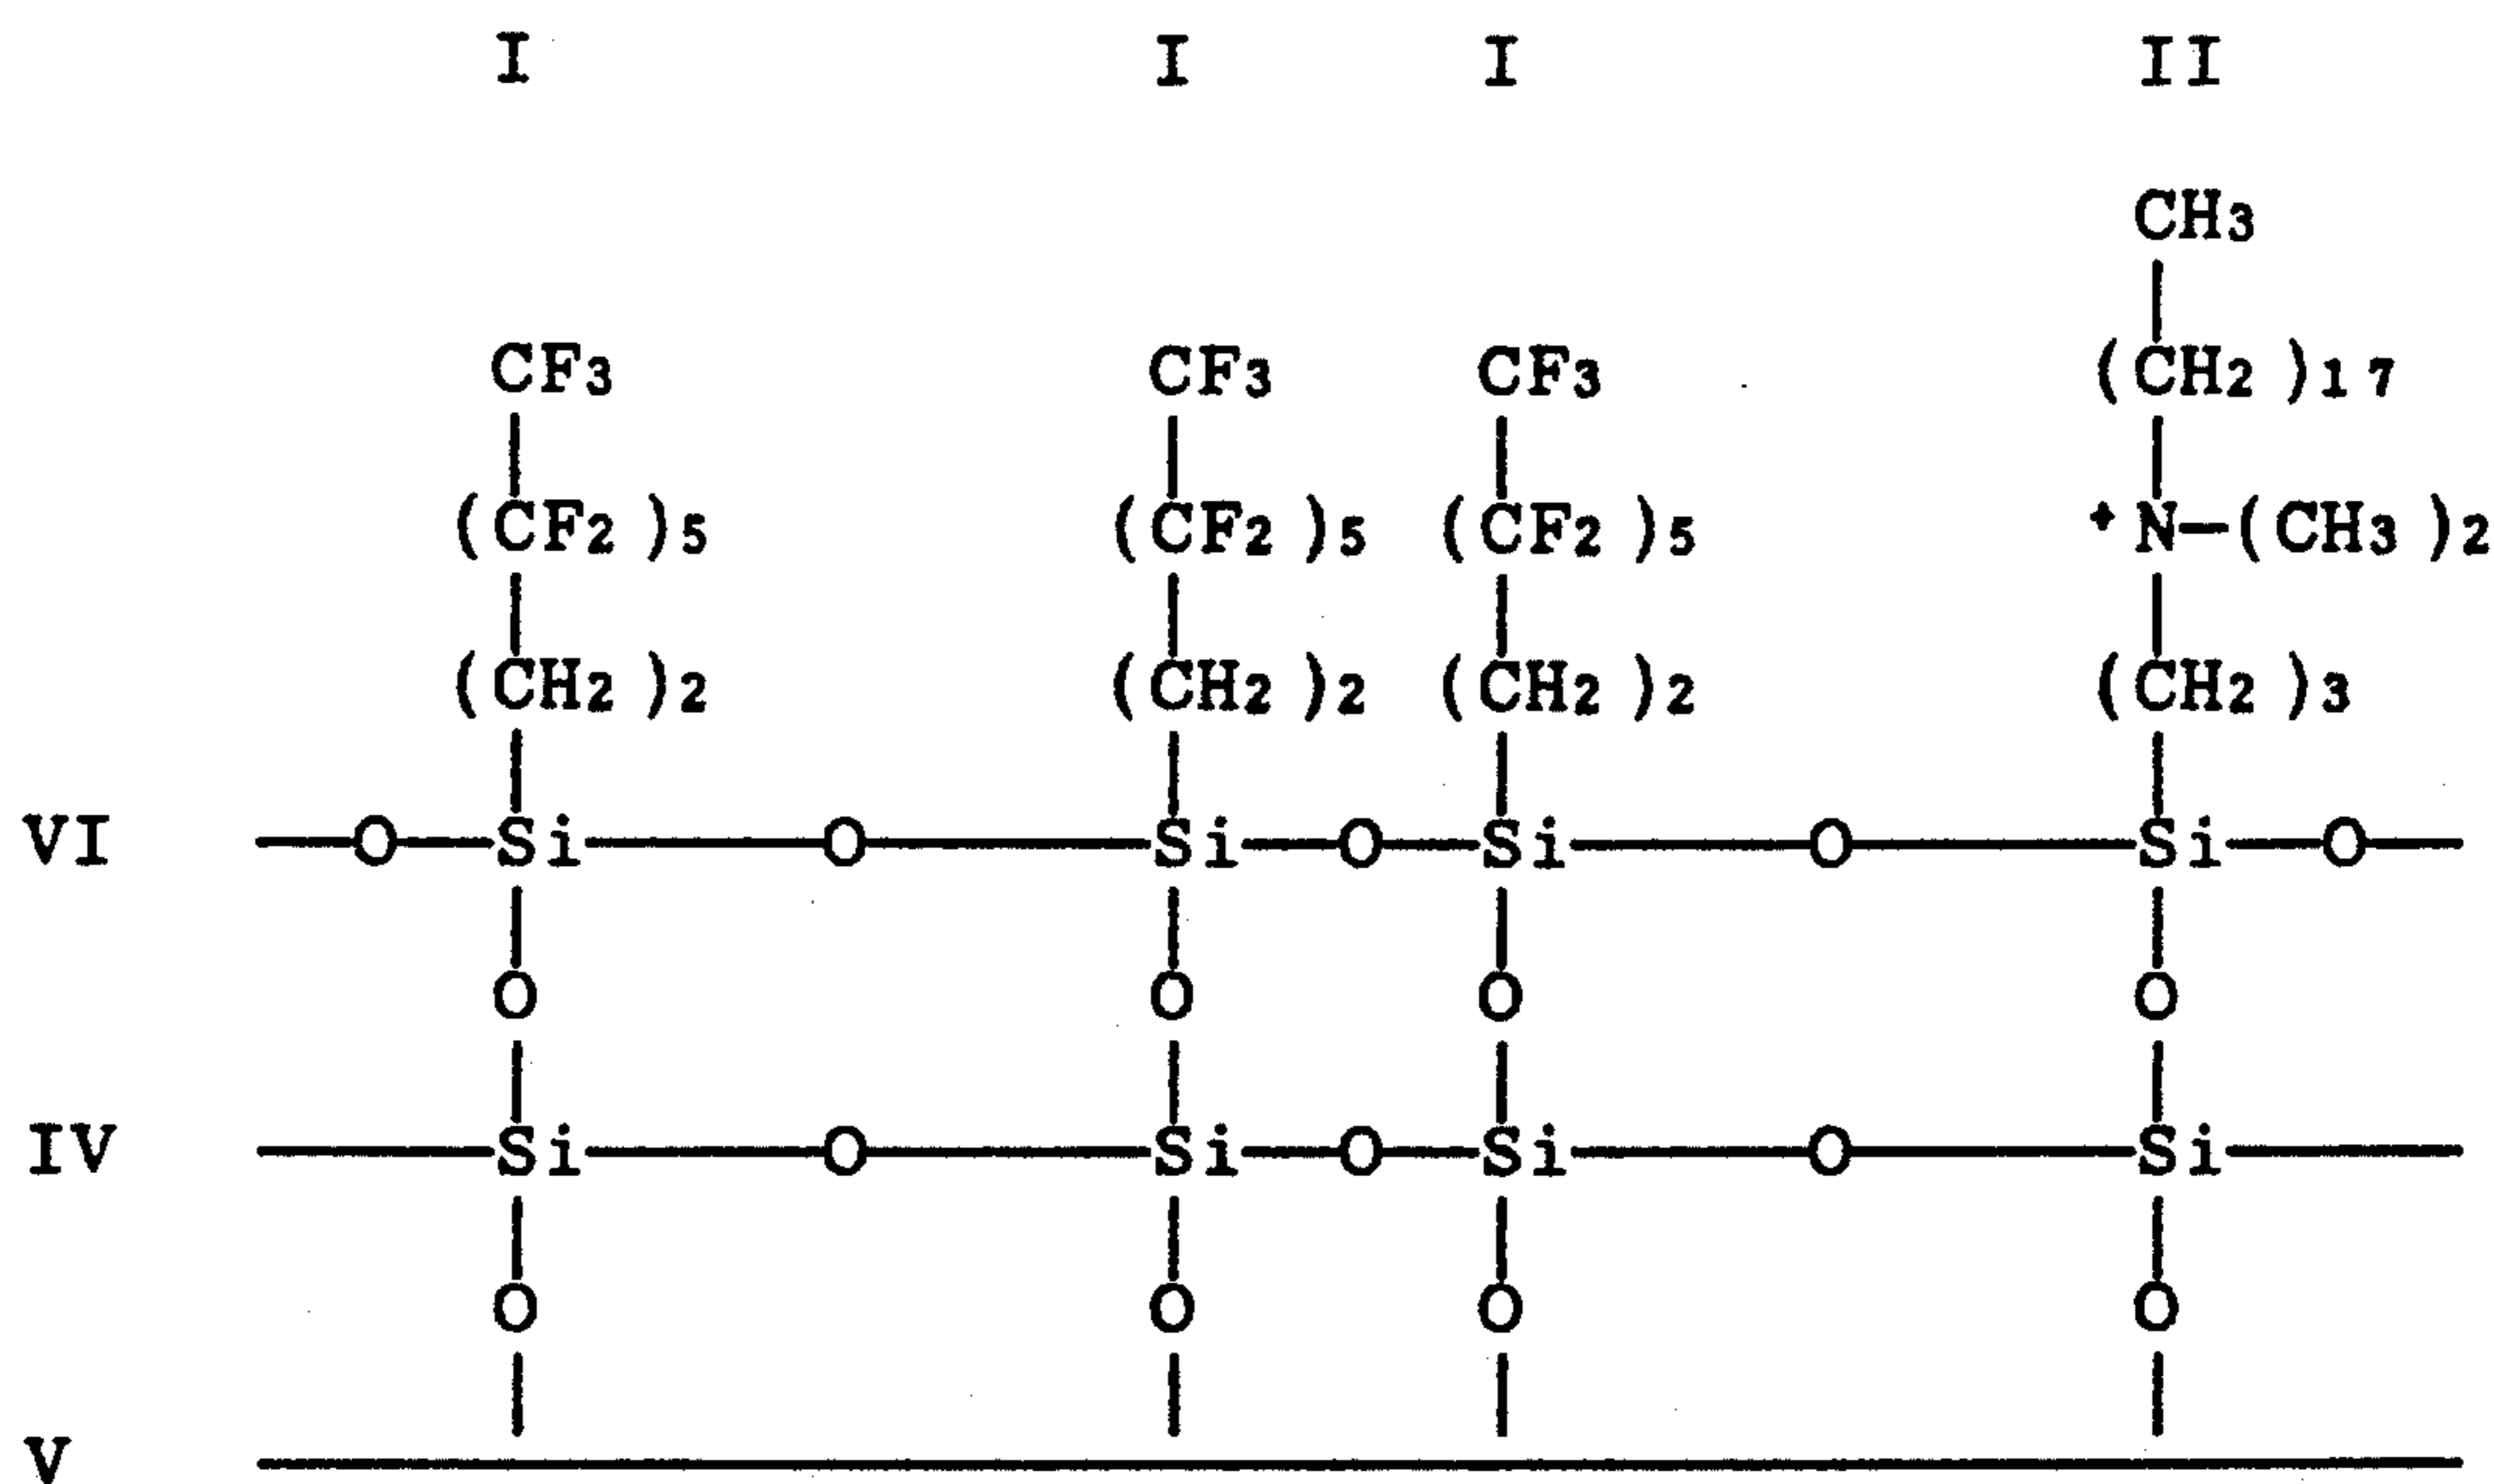 I I I II
CH3
CF3 CF3 CF3 (CH2)17
(CF2)5 (CF2)5 (CF2)5 +N-(CH3)2
(CH2)2 (CH2)2 (CH2)2 (CH2)3
VI -O-Si-O-Si-O-Si-O-Si-O-
O O O O
IV -Si-O-Si-O-Si-O-Si-
O O O O
V